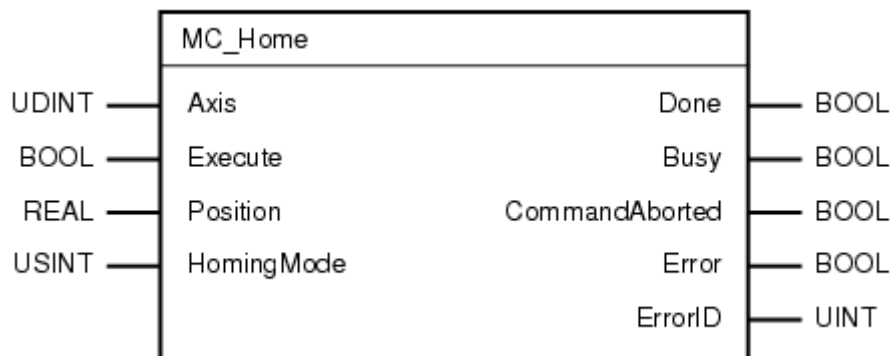 MC_Home
UDINT Axis Done BOOL
BOOL Execute Busy BOOL
REAL Position CommandAborted BOOL
USINT HomingMode Error BOOL
ErrorID UINT